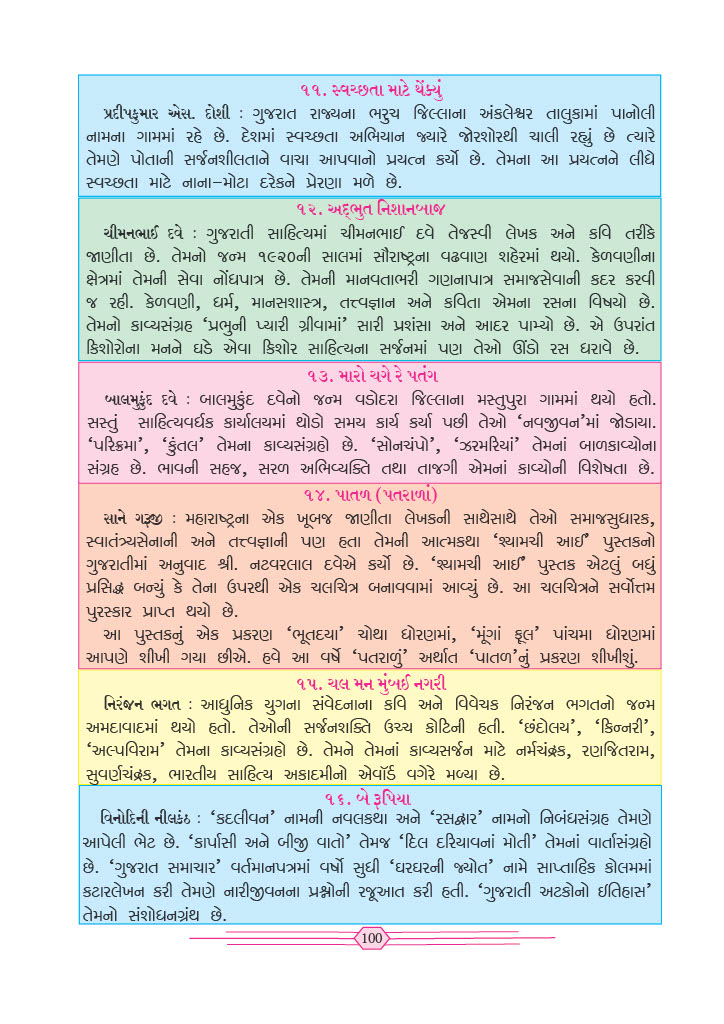 ૧૧. સ્વચ્છતા માટે થેંક્યું
પ્રદીપકુમાર એસ. દોશી : ગુજરાત રાજ્યના ભરુચ જિલ્લાના અંકલેશ્વર તાલુકામાં પાનોલી
નામના ગામમાં રહે છે. દેશમાં સ્વચ્છતા અભિયાન જ્યારે જોરશોરથી ચાલી રહ્યું છે ત્યારે
તેમણે પોતાની સર્જનશીલતાને વાચા આપવાનો પ્રયત્ન કર્યો છે. તેમના આ પ્રયત્નને લીધે
સ્વચ્છતા માટે નાના–મોટા દરેકને પ્રેરણા મળે છે.
૧૨. અદ્ભુત નિશાનબાજ
ચીમનભાઈ દવે : ગુજરાતી સાહિત્યમાં ચીમનભાઈ દવે તેજસ્વી લેખક અને કવિ તરીકે
જાણીતા છે. તેમનો જન્મ ૧૯૨૦ની સાલમાં સૌરાષ્ટ્રના વઢવાણ શહેરમાં થયો. કેળવણીના
ક્ષેત્રમાં તેમની સેવા નોંધપાત્ર છે. તેમની માનવતાભરી ગણનાપાત્ર સમાજસેવાની કદર કરવી
જ રહી. કેળવણી, ધર્મ, માનસશાસ્ત્ર, તત્ત્વજ્ઞાન અને કવિતા એમના રસના વિષયો છે.
તેમનો કાવ્યસંગ્રહ ‘પ્રભુની પ્યારી ગ્રીવામાં’ સારી પ્રશંસા અને આદર પામ્યો છે. એ ઉપરાંત
કિશોરોના મનને ઘડે એવા કિશોર સાહિત્યના સર્જનમાં પણ તેઓ ઊંડો રસ ધરાવે છે.
૧૩. મારો ચગે રે પતંગ
બાલમુકુંદ દવે : બાલમુકુંદ દવેનો જન્મ વડોદરા જિલ્લાના મસ્તુપુરા ગામમાં થયો હતો.
સસ્તું સાહિત્યવર્ધક કાર્યાલયમાં થોડો સમય કાર્ય કર્યા પછી તેઓ ‘નવજીવન’માં જોડાયા.
‘પરિક્રમા’, ‘કુંતલ’ તેમના કાવ્યસંગ્રહો છે. ‘સોનચંપો’, ‘ઝરમરિયાં’ તેમનાં બાળકાવ્યોના
સંગ્રહ છે. ભાવની સહજ, સરળ અભિવ્યક્તિ તથા તાજગી એમનાં કાવ્યોની વિશેષતા છે.
૧૪. પાતળ (પતરાળાં)
સાને ગરૂજી : મહારાષ્ટ્રના એક ખૂબજ જાણીતા લેખકની સાથેસાથે તેઓ સમાજસુધારક,
સ્વાતંત્ર્યસેનાની અને તત્ત્વજ્ઞાની પણ હતા તેમની આત્મકથા ‘શ્યામચી આઈ’ પુસ્તકનો
ગુજરાતીમાં અનુવાદ શ્રી. નટવરલાલ દવેએ કર્યો છે. ‘શ્યામચી આઈ’ પુસ્તક એટલું બધું
પ્રસિદ્ધ બન્યું કે તેના ઉપરથી એક ચલચિત્ર બનાવવામાં આવ્યું છે. આ ચલચિત્રને સર્વોત્તમ
પુરસ્કાર પ્રાપ્ત થયો છે.
આ પુસ્તકનું એક પ્રકરણ ‘ભૂતદયા’ ચોથા ધોરણમાં, ‘મૂંગાં ફૂલ’ પાંચમા ધોરણમાં
આપણે શીખી ગયા છીએ. હવે આ વર્ષે ‘પતરાળું’ અર્થાત ‘પાતળ’નું પ્રકરણ શીખીશું.
૧૫. ચલ મન મુંબઈ નગરી
નિરંજન ભગત : આધુનિક યુગના સંવેદનાના કવિ અને વિવેચક નિરંજન ભગતનો જન્મ
અમદાવાદમાં થયો હતો. તેઓની સર્જનશક્તિ ઉચ્ચ કોટિની હતી. ‘છંદોલય’, ‘કિન્નરી’,
‘અલ્પવિરામ’ તેમના કાવ્યસંગ્રહો છે. તેમને તેમનાં કાવ્યસર્જન માટે નર્મચંદ્રક, રણજિતરામ,
સુવર્ણચંદ્રક, ભારતીય સાહિત્ય અકાદમીનો એવૉર્ડ વગેરે મળ્યા છે.
૧૬. બે રૂપિયા
વિનોદિની નીલકંઠ : ‘કદલીવન’ નામની નવલકથા અને ‘રસદ્વાર’ નામનો નિબંધસંગ્રહ તેમણે
આપેલી ભેટ છે. ‘કાર્પાસી અને બીજી વાતો’ તેમજ ‘દિલ દરિયાવનાં મોતી’ તેમનાં વાર્તાસંગ્રહો
છે. ‘ગુજરાત સમાચાર’ વર્તમાનપત્રમાં વર્ષો સુધી ‘ઘરઘરની જ્યોત’ નામે સાપ્તાહિક કોલમમાં
કટારલેખન કરી તેમણે નારીજીવનના પ્રશ્નોની રજૂઆત કરી હતી. ‘ગુજરાતી અટકોનો ઈતિહાસ’
તેમનો સંશોધનગ્રંથ છે.
100